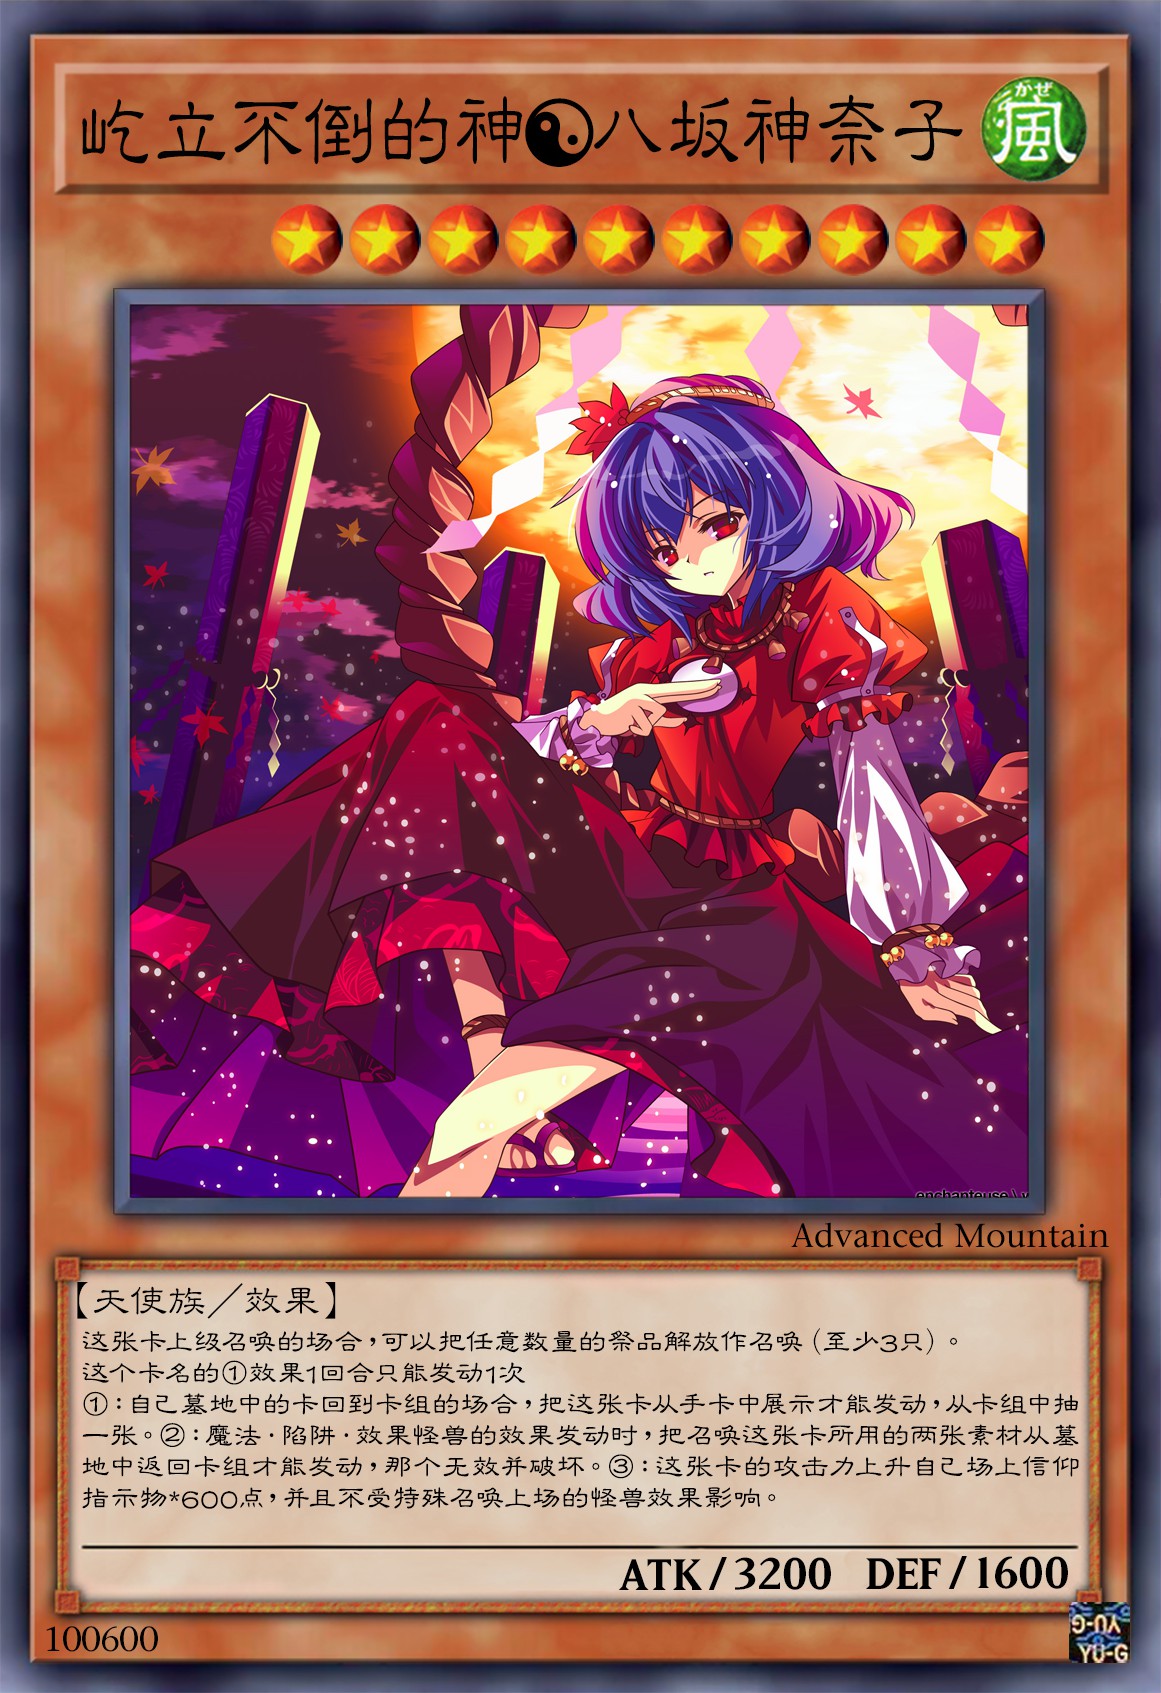 屹立不倒的神☯八坂神奈子
かぜ
風
enchanteuse\
Advanced Mountain
【天使族／效果】
这张卡上级召唤的场合，可以把任意数量的祭品解放作召唤（至少3只）。
这个卡名的①效果1回合只能发动1次
①：自己墓地中的卡回到卡组的场合，把这张卡从手卡中展示才能发动，从卡组中抽
一张。②：魔法·陷阱·效果怪兽的效果发动时，把召唤这张卡所用的两张素材从墓
地中返回卡组才能发动，那个无效并破坏。③：这张卡的攻击力上升自己场上信仰
指示物*600点，并且不受特殊召唤上场的怪兽效果影响。
ATK/3200 DEF/1600
100600
YU-G
YU-G